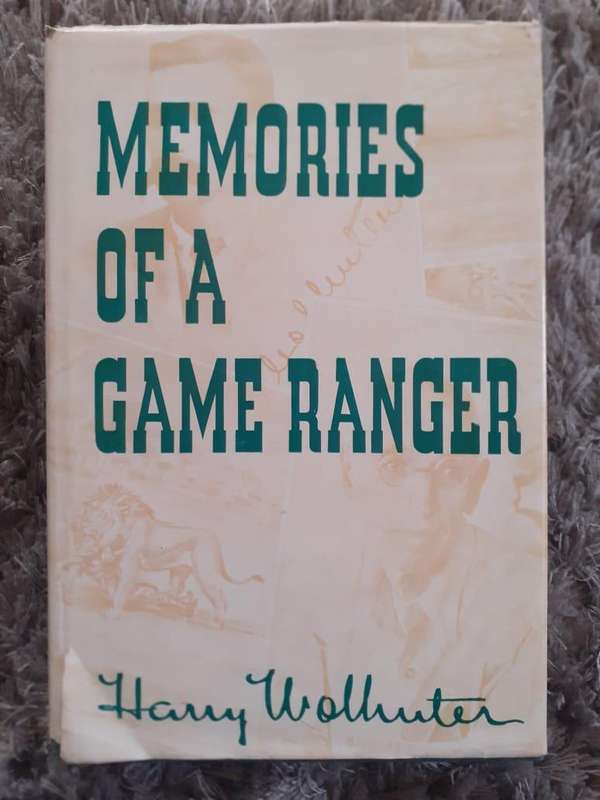 MEMORIES
OF A
GAME RANGER
Harry Wolhuter